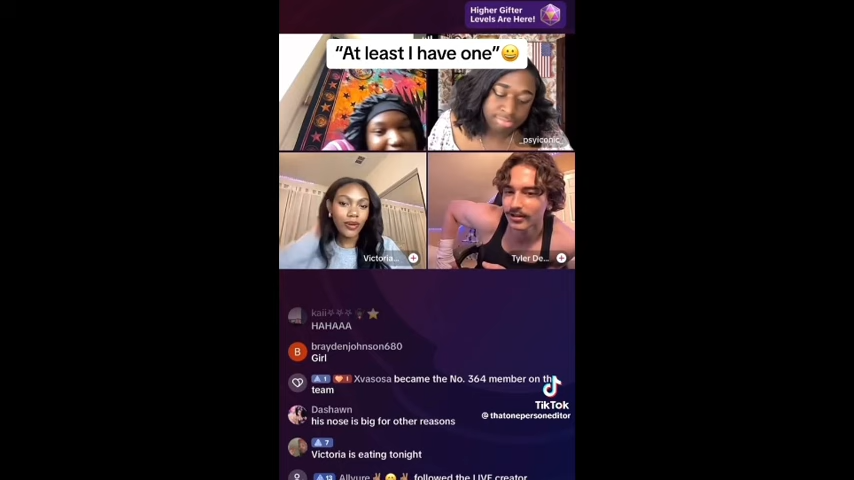 Higher Gifter
Levels Are Here!
“At least I have one”😀
_psyiconic_
Victoria...
Tyler De...
kaii
HAHAAA
B
braydenjohnson680
Girl
1 1 Xvasosa became the No. 364 member on th
team
TikTok
@ thatonepersoneditor
Dashawn
his nose is big for other reasons
7
Victoria is eating tonight
13 Allyure✌🏽😁✌🏽 followed the LIVE creator